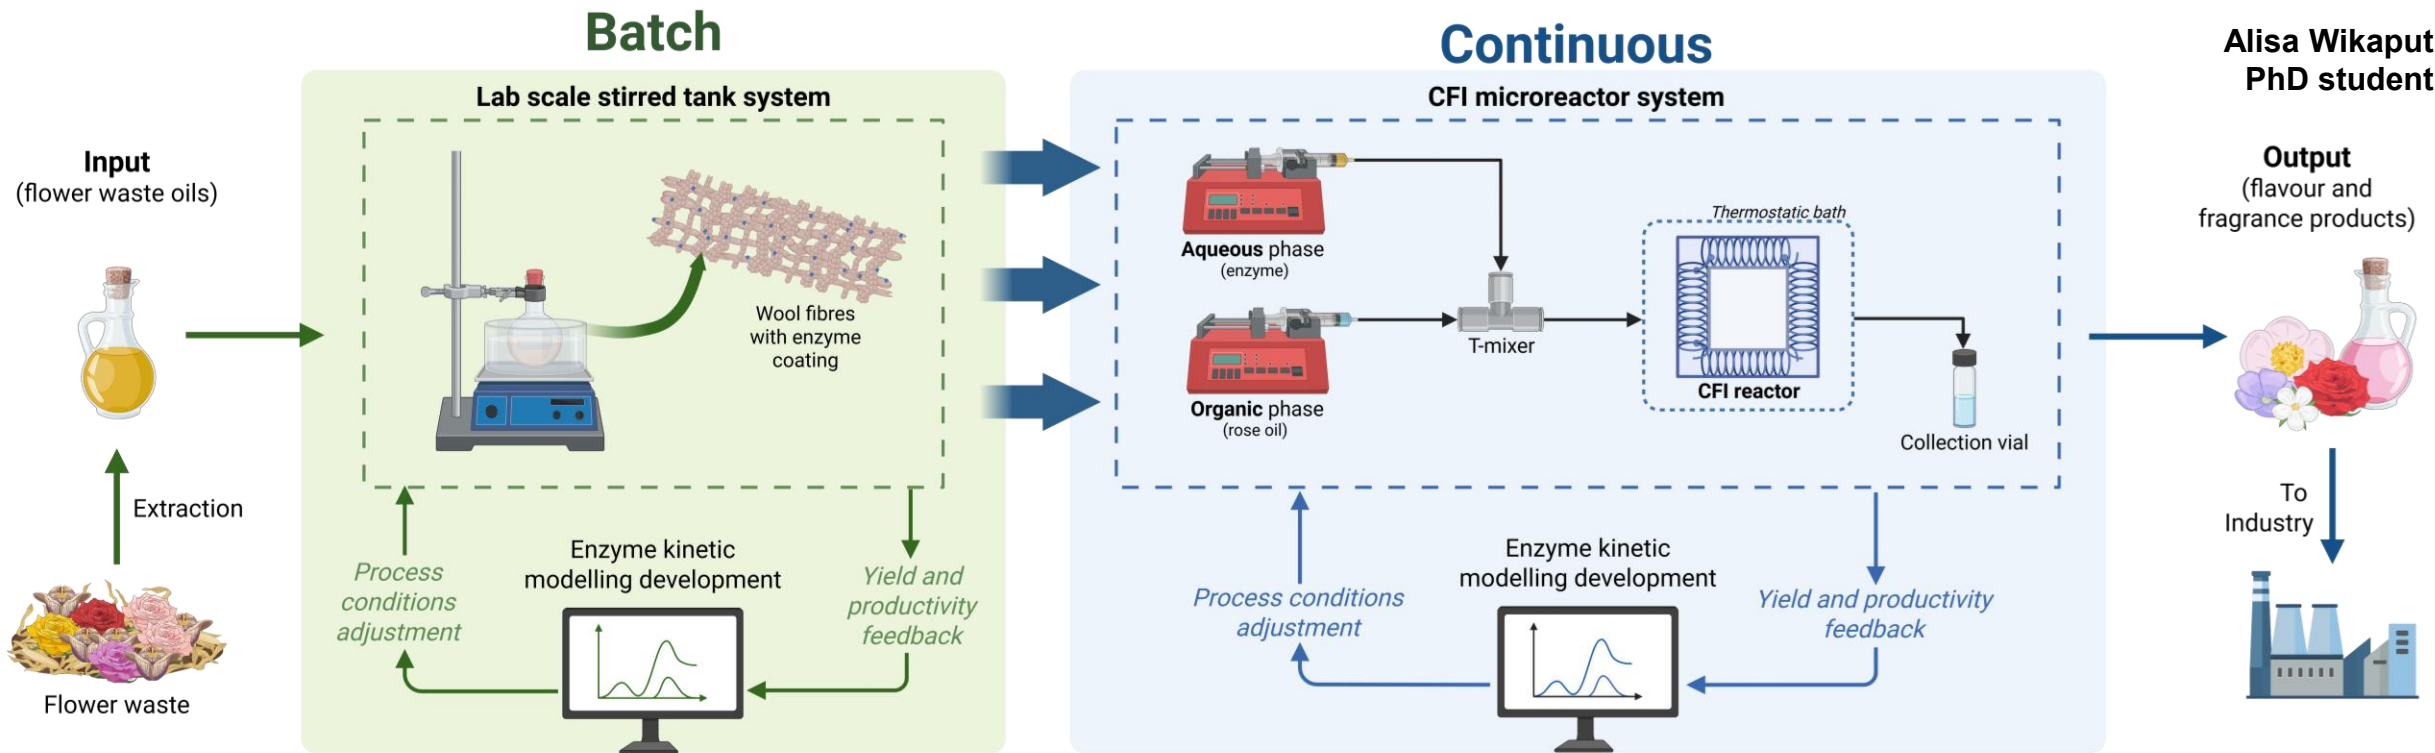 Batch
Continuous
Alisa Wikaput
PhD student
Input
(flower waste oils)
Extraction
Flower waste
Lab scale stirred tank system
Wool fibres
with enzyme
coating
Process
conditions
adjustment
Enzyme kinetic
modelling development
Yield and
productivity
feedback
CFI microreactor system
Aqueous phase
(enzyme)
Organic phase
(rose oil)
T-mixer
Thermostatic bath
CFI reactor
Collection vial
Process conditions
adjustment
Enzyme kinetic
modelling development
Yield and productivity
feedback
Output
(flavour and
fragrance products)
To
Industry